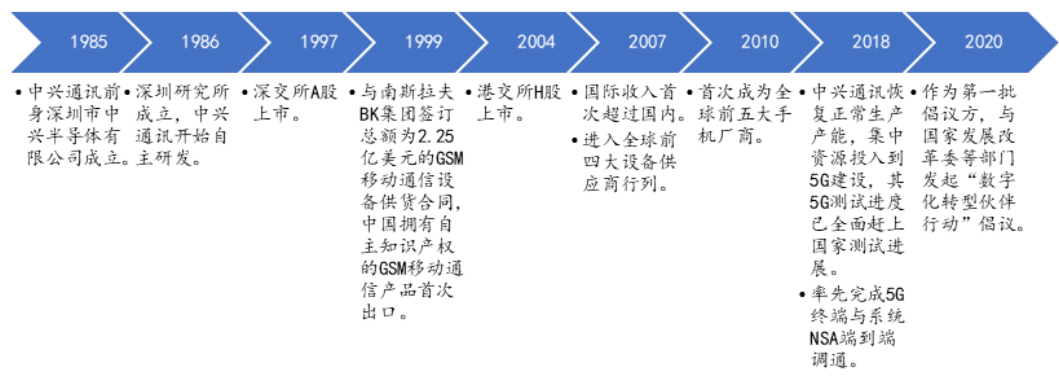 1985
1986
1997
1999
2004
2007
2010
2018
2020
• 中兴通讯前
身深圳市中
兴半导体有
限公司成立。
• 深圳研究所
成立，中兴
通讯开始自
主研发。
• 深交所A股
上市。
• 与南斯拉夫
BK集团签订
总额为2.25
亿美元的GSM
移动通信设
备供货合同，
中国拥有自
主知识产权
的GSM移动通
信产品首次
出口。
• 港交所H股
上市。
• 国际收入首
次超过国内。
• 进入全球前
四大设备供
应商行列。
• 首次成为全
球前五大手
机厂商。
• 中兴通讯恢
复正常生产
产能，集中
资源投入到
5G建设，其
5G测试进度
已全面赶上
国家测试进
展。
• 率先完成5G
终端与系统
NSA端到端
调通。
• 作为第一批
倡议方，与
国家发展改
革委等部门
发起“数字
化转型伙伴
行动”倡议。